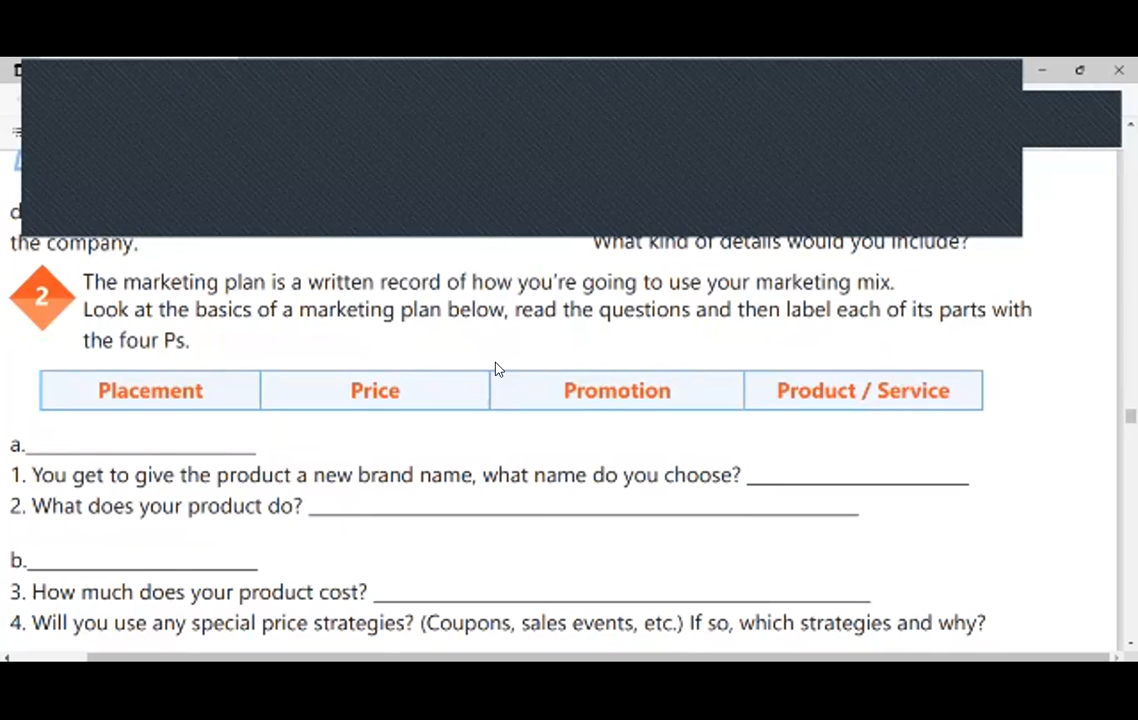 the company.
What kind of details would you include?
2
The marketing plan is a written record of how you're going to use your marketing mix.
Look at the basics of a marketing plan below, read the questions and then label each of its parts with
the four Ps.
Placement Price Promotion Product / Service
a.____________________
1. You get to give the product a new brand name, what name do you choose? ____________________
2. What does your product do? ____________________
b.____________________
3. How much does your product cost? ____________________
4. Will you use any special price strategies? (Coupons, sales events, etc.) If so, which strategies and why?